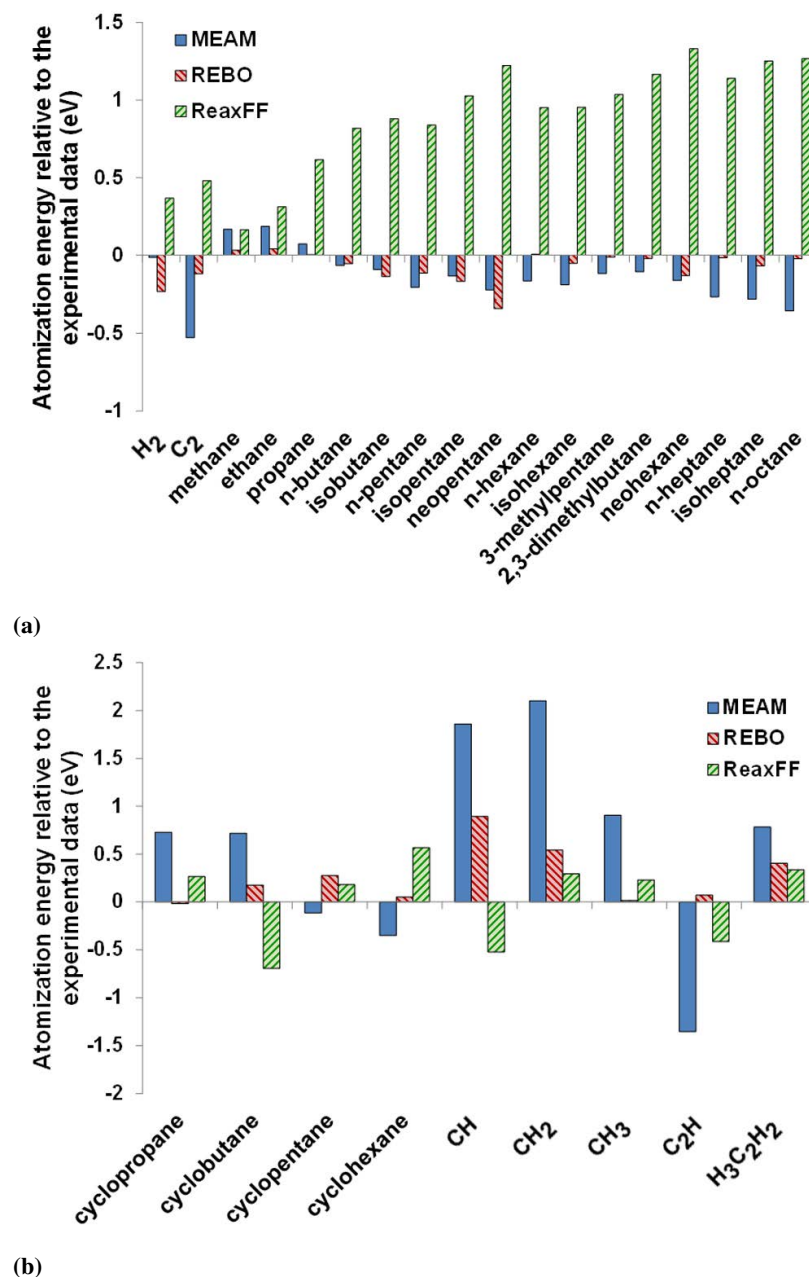 1.5
1
0.5
0
-0.5
-1
Atomization energy relative to the
experimental data (eV)
MEAM
REBO
ReaxFF
H2
C2
methane
ethane
propane
n-butane
isobutane
n-pentane
isopentane
neopentane
n-hexane
isohexane
3-methylpentane
2,3-dimethylbutane
neohexane
n-heptane
isoheptane
n-octane
(a)
2.5
2
1.5
1
0.5
0
-0.5
-1
-1.5
-2
Atomization energy relative to the
experimental data (eV)
MEAM
REBO
ReaxFF
cyclopropane
cyclobutane
cyclopentane
cyclohexane
CH
CH2
CH3
C2H
H3C2H2
(b)